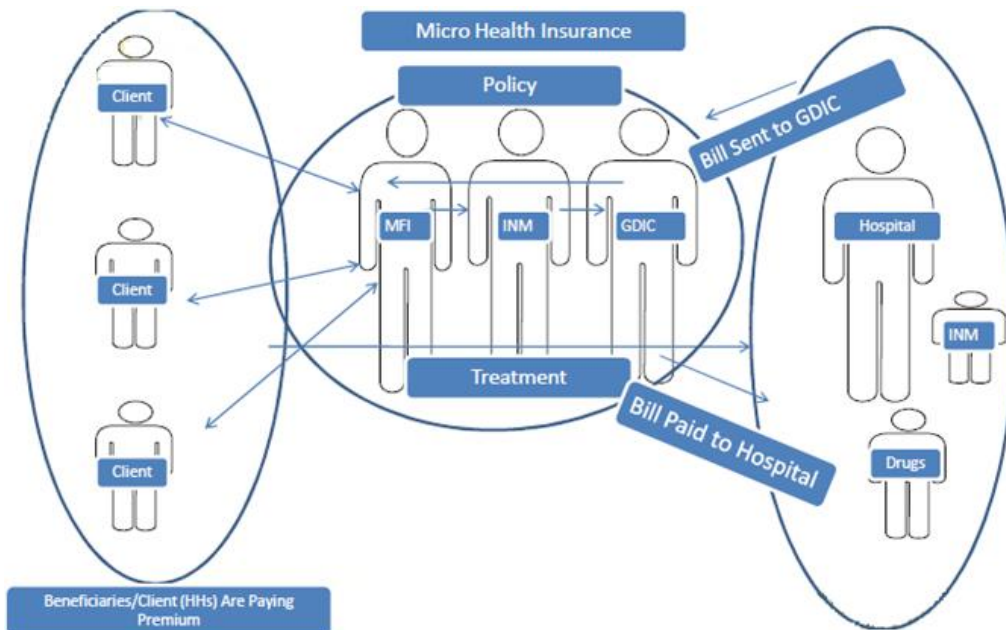 Micro Health Insurance
Policy
Client
Client
Client
MFI
INM
GDIC
Bill Sent to GDIC
Hospital
INM
Drugs
Treatment
Bill Paid to Hospital
Beneficiaries/Client (HHs) Are Paying
Premium